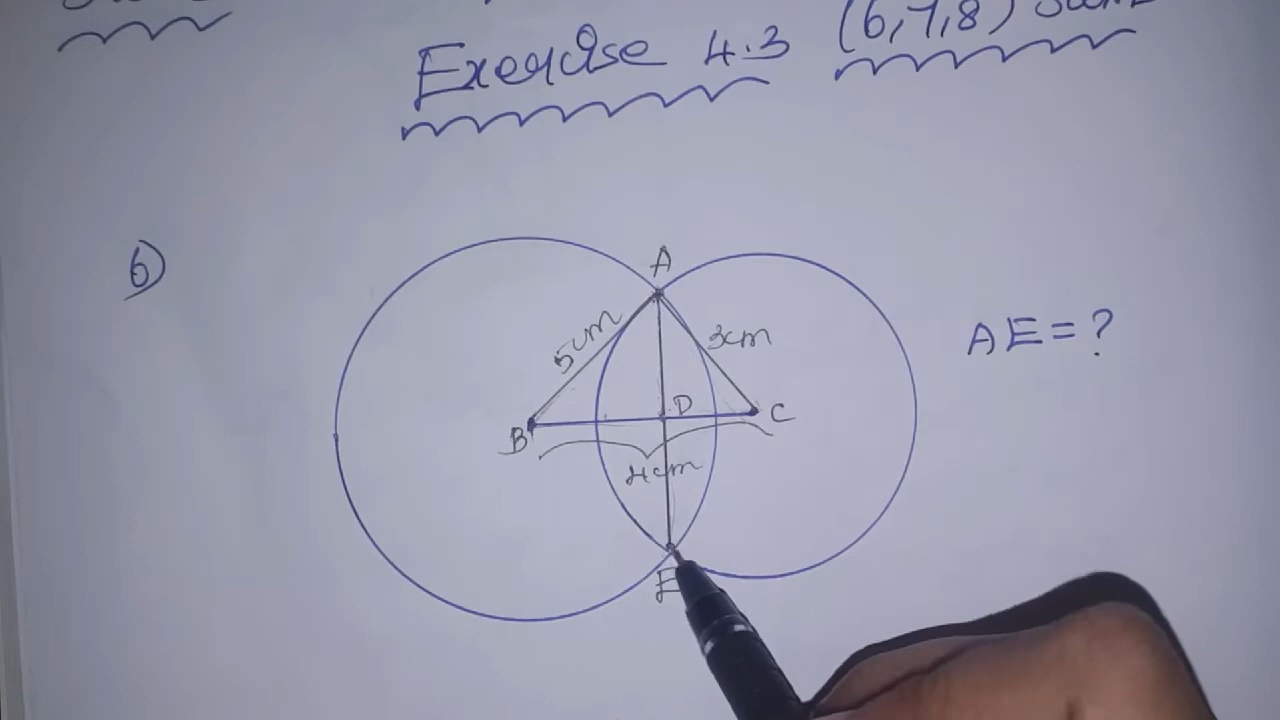 Exercise 4.3 (6,7,8)
6)
A
5cm
3cm
AE = ?
B
D
C
4cm
E